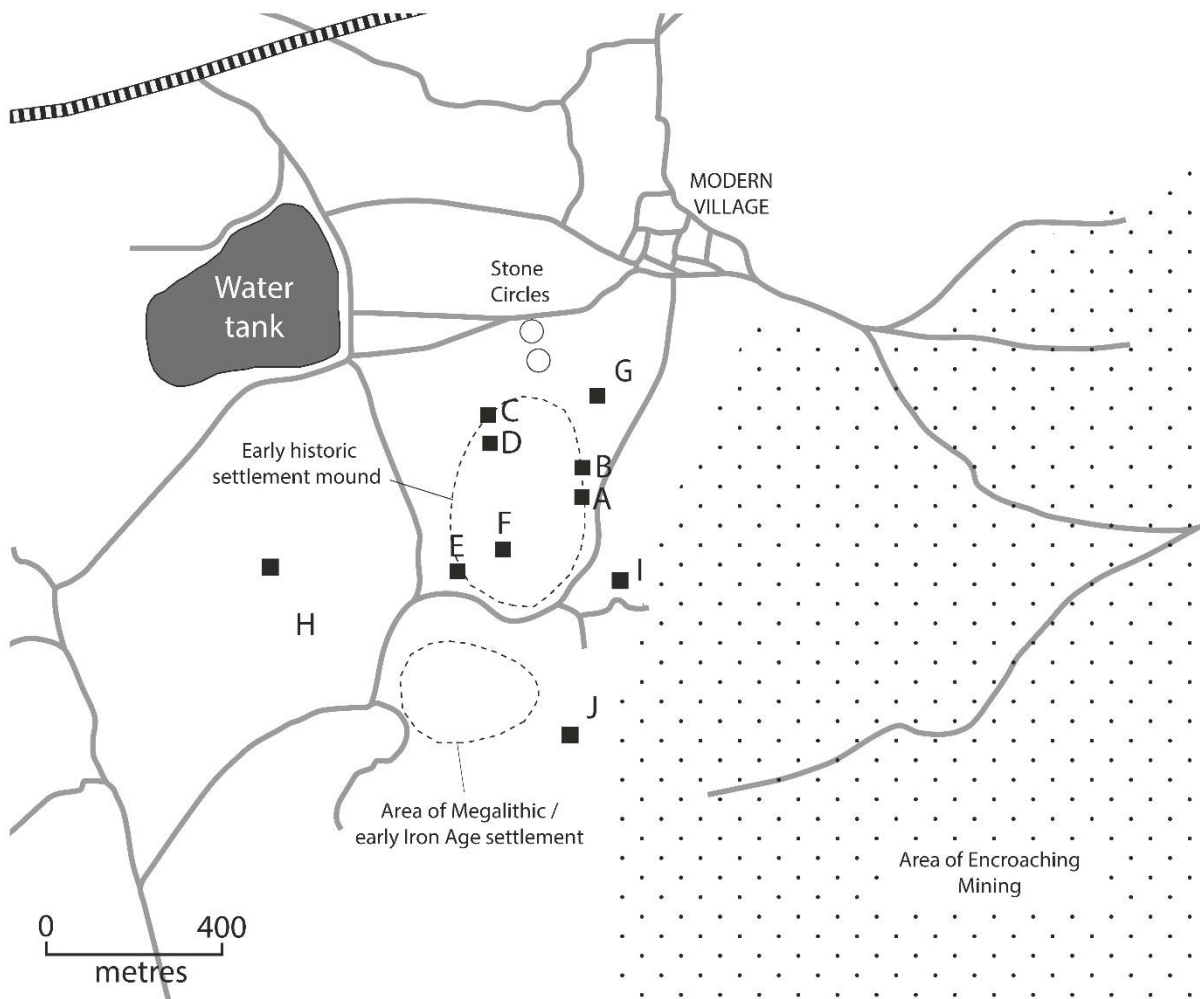 MODERN
VILLAGE
Water
tank
Stone
Circles
G
C
D
Early historic
settlement mound
B
A
F
E
I
H
J
Area of Megalithic /
early Iron Age settlement
Area of Encroaching
Mining
0 400
metres